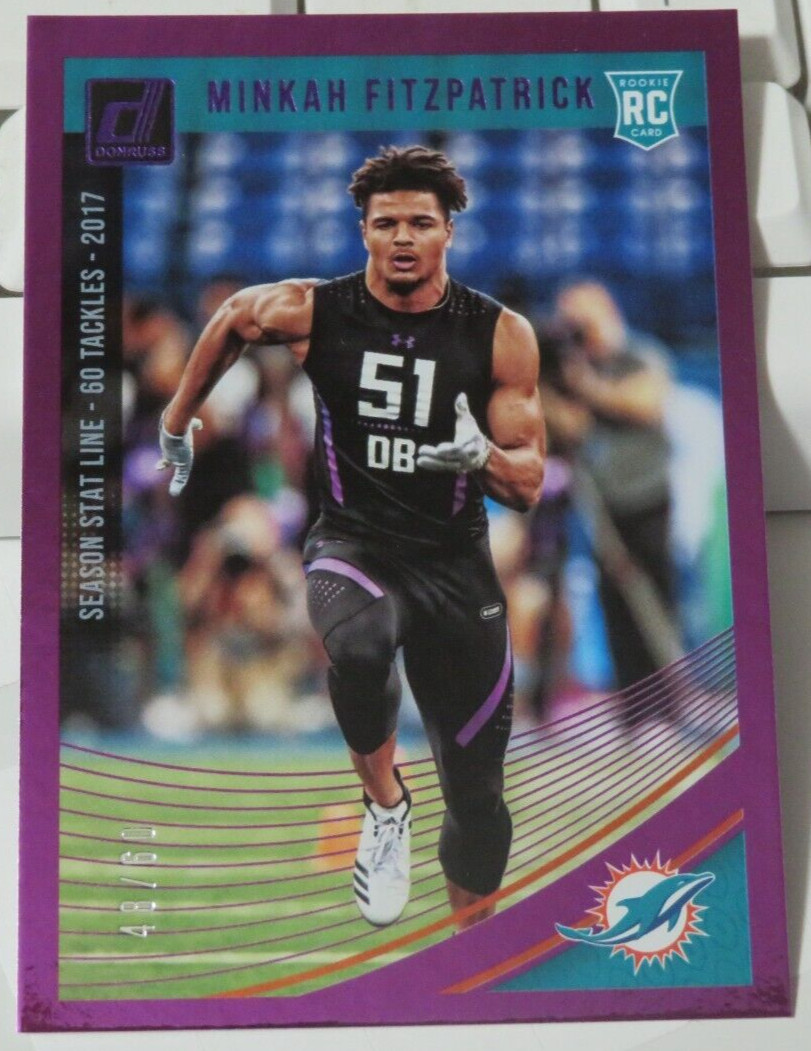 MINKAH FITZPATRICK
ROOKIE
RC
CARD
DONRUSS
SEASON STAT LINE - 60 TACKLES - 2017
51
DB
48/60